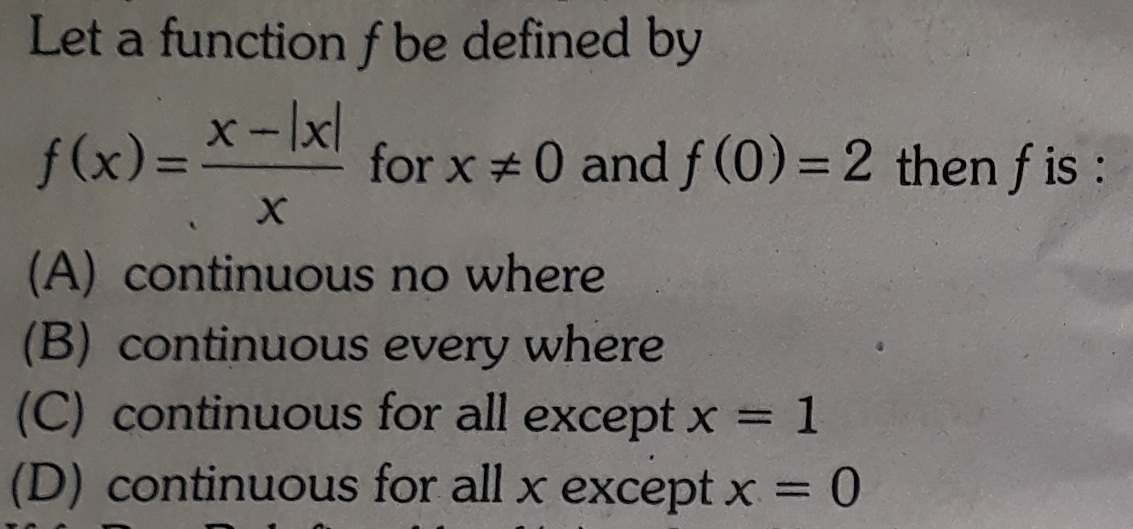 Let a function f be defined by
f(x) = \frac{x-|x|}{x} for x ≠ 0 and f(0) = 2 then f is :
(A) continuous no where
(B) continuous every where
(C) continuous for all except x = 1
(D) continuous for all x except x = 0